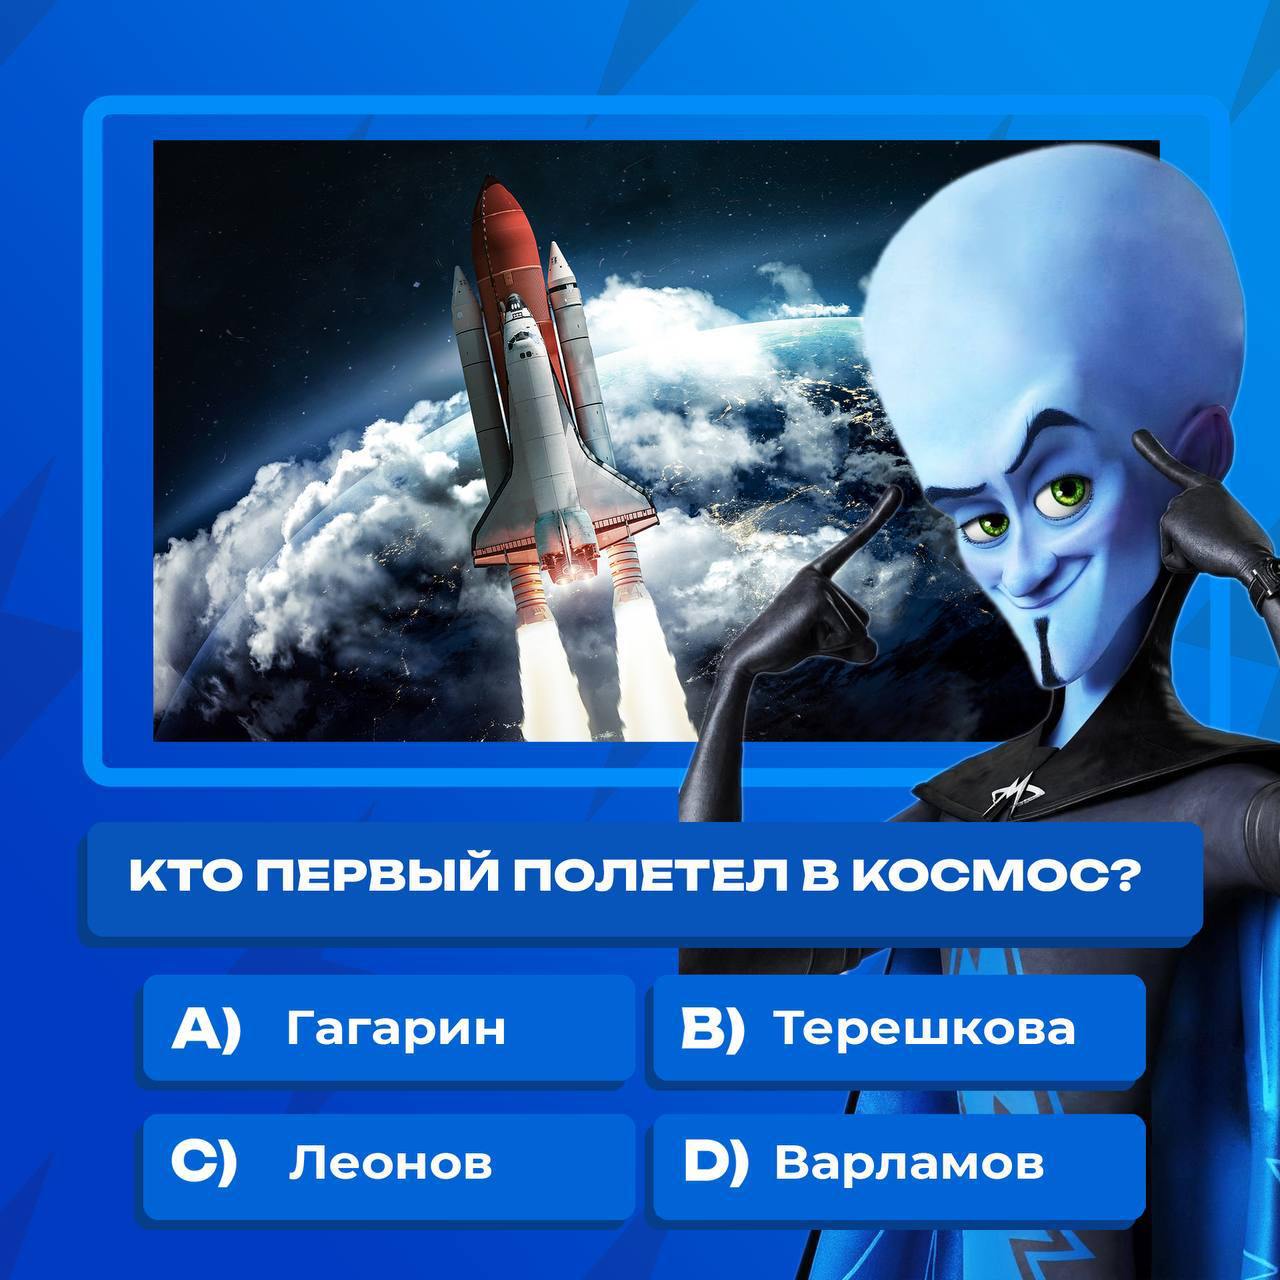 КТО ПЕРВЫЙ ПОЛЕТЕЛ В КОСМОС?
A) Гагарин
B) Терешкова
C) Леонов
D) Варламов